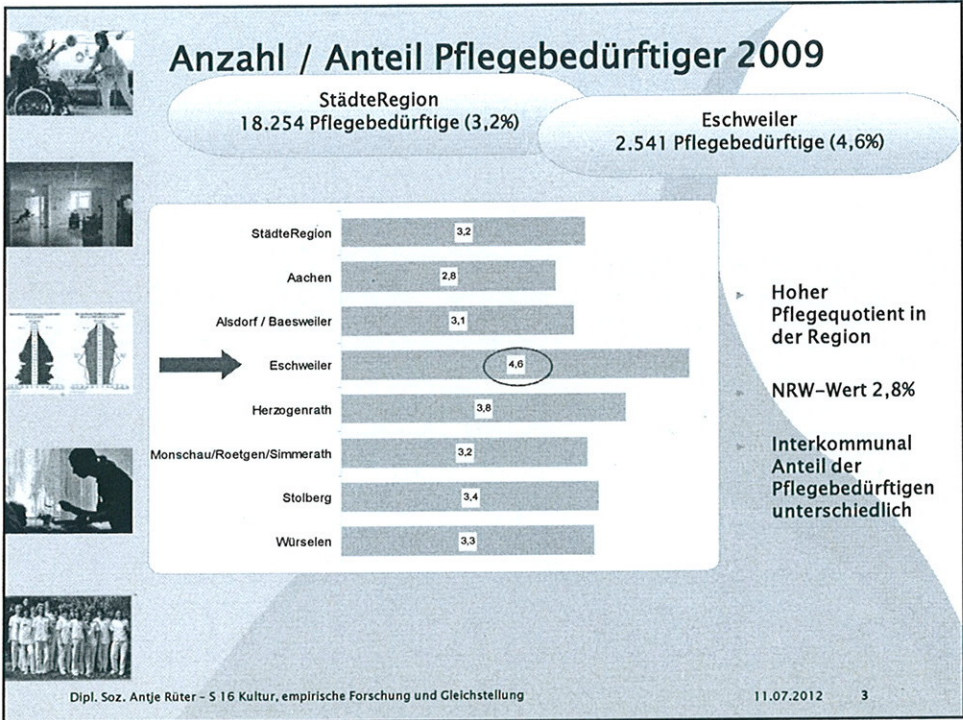 Anzahl / Anteil Pflegebedürftiger 2009
StädteRegion
18.254 Pflegebedürftige (3,2%)
Eschweiler
2.541 Pflegebedürftige (4,6%)
StädteRegion 3,2
Aachen 2,8
Alsdorf / Baesweiler 3,1
Eschweiler 4,6
Herzogenrath 3,8
Monschau/Roetgen/Simmerath 3,2
Stolberg 3,4
Würselen 3,3
Hoher
Pflegequotient in
der Region
NRW-Wert 2,8%
Interkommunal
Anteil der
Pflegebedürftigen
unterschiedlich
Dipl. Soz. Antje Rüter - S 16 Kultur, empirische Forschung und Gleichstellung
11.07.2012 3